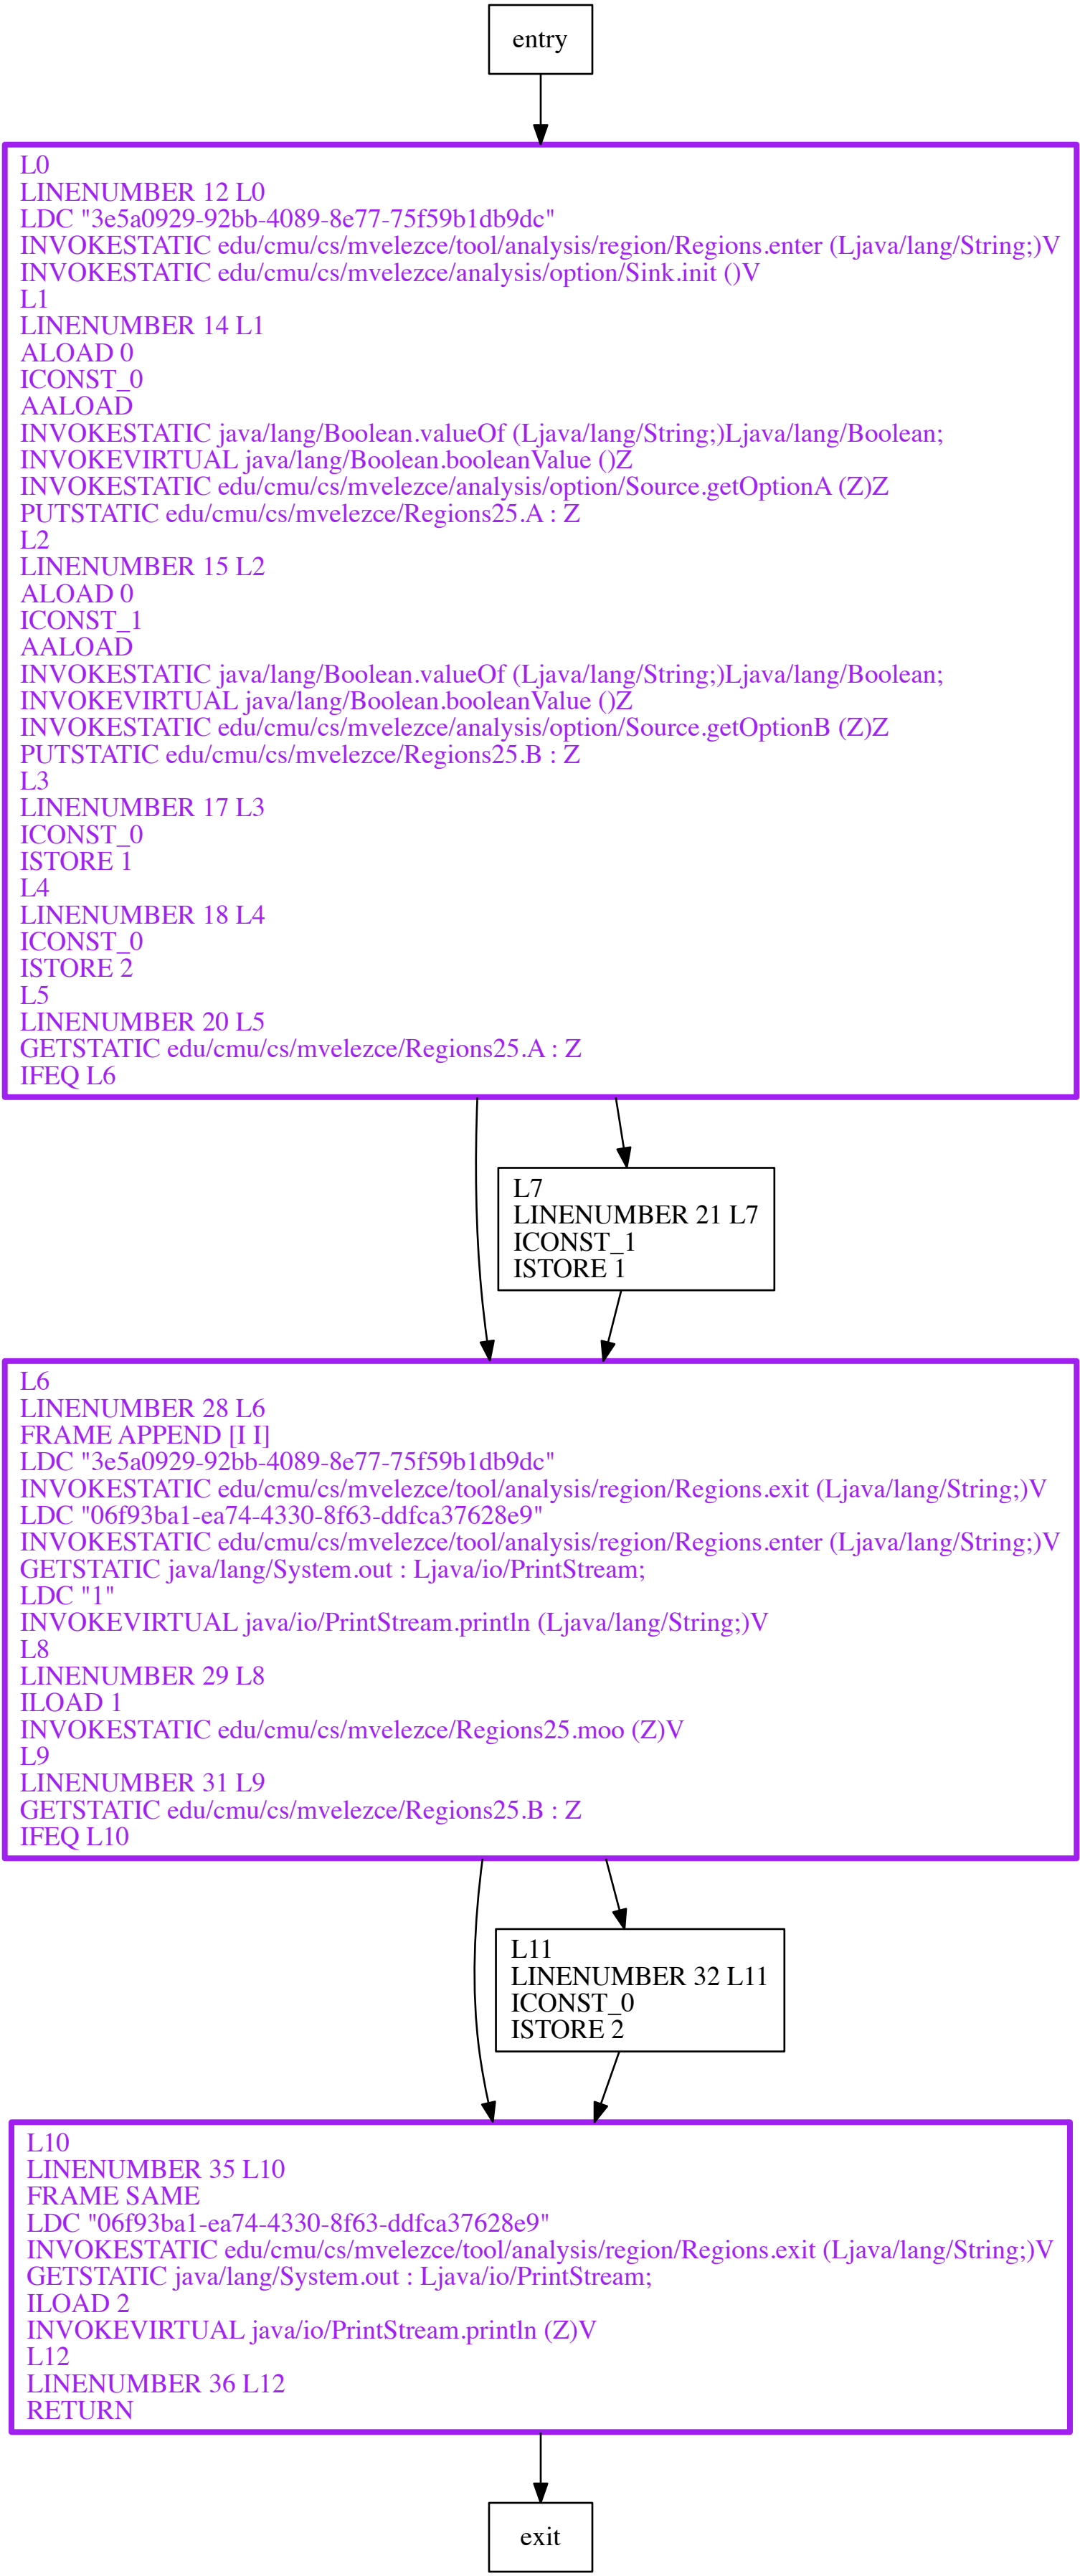 entry
L0
LINENUMBER 12 L0
LDC "3e5a0929-92bb-4089-8e77-75f59b1db9dc"
INVOKESTATIC edu/cmu/cs/mvelezce/tool/analysis/region/Regions.enter (Ljava/lang/String;)V
INVOKESTATIC edu/cmu/cs/mvelezce/analysis/option/Sink.init ()V
L1
LINENUMBER 14 L1
ALOAD 0
ICONST_0
AALOAD
INVOKESTATIC java/lang/Boolean.valueOf (Ljava/lang/String;)Ljava/lang/Boolean;
INVOKEVIRTUAL java/lang/Boolean.booleanValue ()Z
INVOKESTATIC edu/cmu/cs/mvelezce/analysis/option/Source.getOptionA (Z)Z
PUTSTATIC edu/cmu/cs/mvelezce/Regions25.A : Z
L2
LINENUMBER 15 L2
ALOAD 0
ICONST_1
AALOAD
INVOKESTATIC java/lang/Boolean.valueOf (Ljava/lang/String;)Ljava/lang/Boolean;
INVOKEVIRTUAL java/lang/Boolean.booleanValue ()Z
INVOKESTATIC edu/cmu/cs/mvelezce/analysis/option/Source.getOptionB (Z)Z
PUTSTATIC edu/cmu/cs/mvelezce/Regions25.B : Z
L3
LINENUMBER 17 L3
ICONST_0
ISTORE 1
L4
LINENUMBER 18 L4
ICONST_0
ISTORE 2
L5
LINENUMBER 20 L5
GETSTATIC edu/cmu/cs/mvelezce/Regions25.A : Z
IFEQ L6
L7
LINENUMBER 21 L7
ICONST_1
ISTORE 1
L6
LINENUMBER 28 L6
FRAME APPEND [I I]
LDC "3e5a0929-92bb-4089-8e77-75f59b1db9dc"
INVOKESTATIC edu/cmu/cs/mvelezce/tool/analysis/region/Regions.exit (Ljava/lang/String;)V
LDC "06f93ba1-ea74-4330-8f63-ddfca37628e9"
INVOKESTATIC edu/cmu/cs/mvelezce/tool/analysis/region/Regions.enter (Ljava/lang/String;)V
GETSTATIC java/lang/System.out : Ljava/io/PrintStream;
LDC "1"
INVOKEVIRTUAL java/io/PrintStream.println (Ljava/lang/String;)V
L8
LINENUMBER 29 L8
ILOAD 1
INVOKESTATIC edu/cmu/cs/mvelezce/Regions25.moo (Z)V
L9
LINENUMBER 31 L9
GETSTATIC edu/cmu/cs/mvelezce/Regions25.B : Z
IFEQ L10
L11
LINENUMBER 32 L11
ICONST_0
ISTORE 2
L10
LINENUMBER 35 L10
FRAME SAME
LDC "06f93ba1-ea74-4330-8f63-ddfca37628e9"
INVOKESTATIC edu/cmu/cs/mvelezce/tool/analysis/region/Regions.exit (Ljava/lang/String;)V
GETSTATIC java/lang/System.out : Ljava/io/PrintStream;
ILOAD 2
INVOKEVIRTUAL java/io/PrintStream.println (Z)V
L12
LINENUMBER 36 L12
RETURN
exit